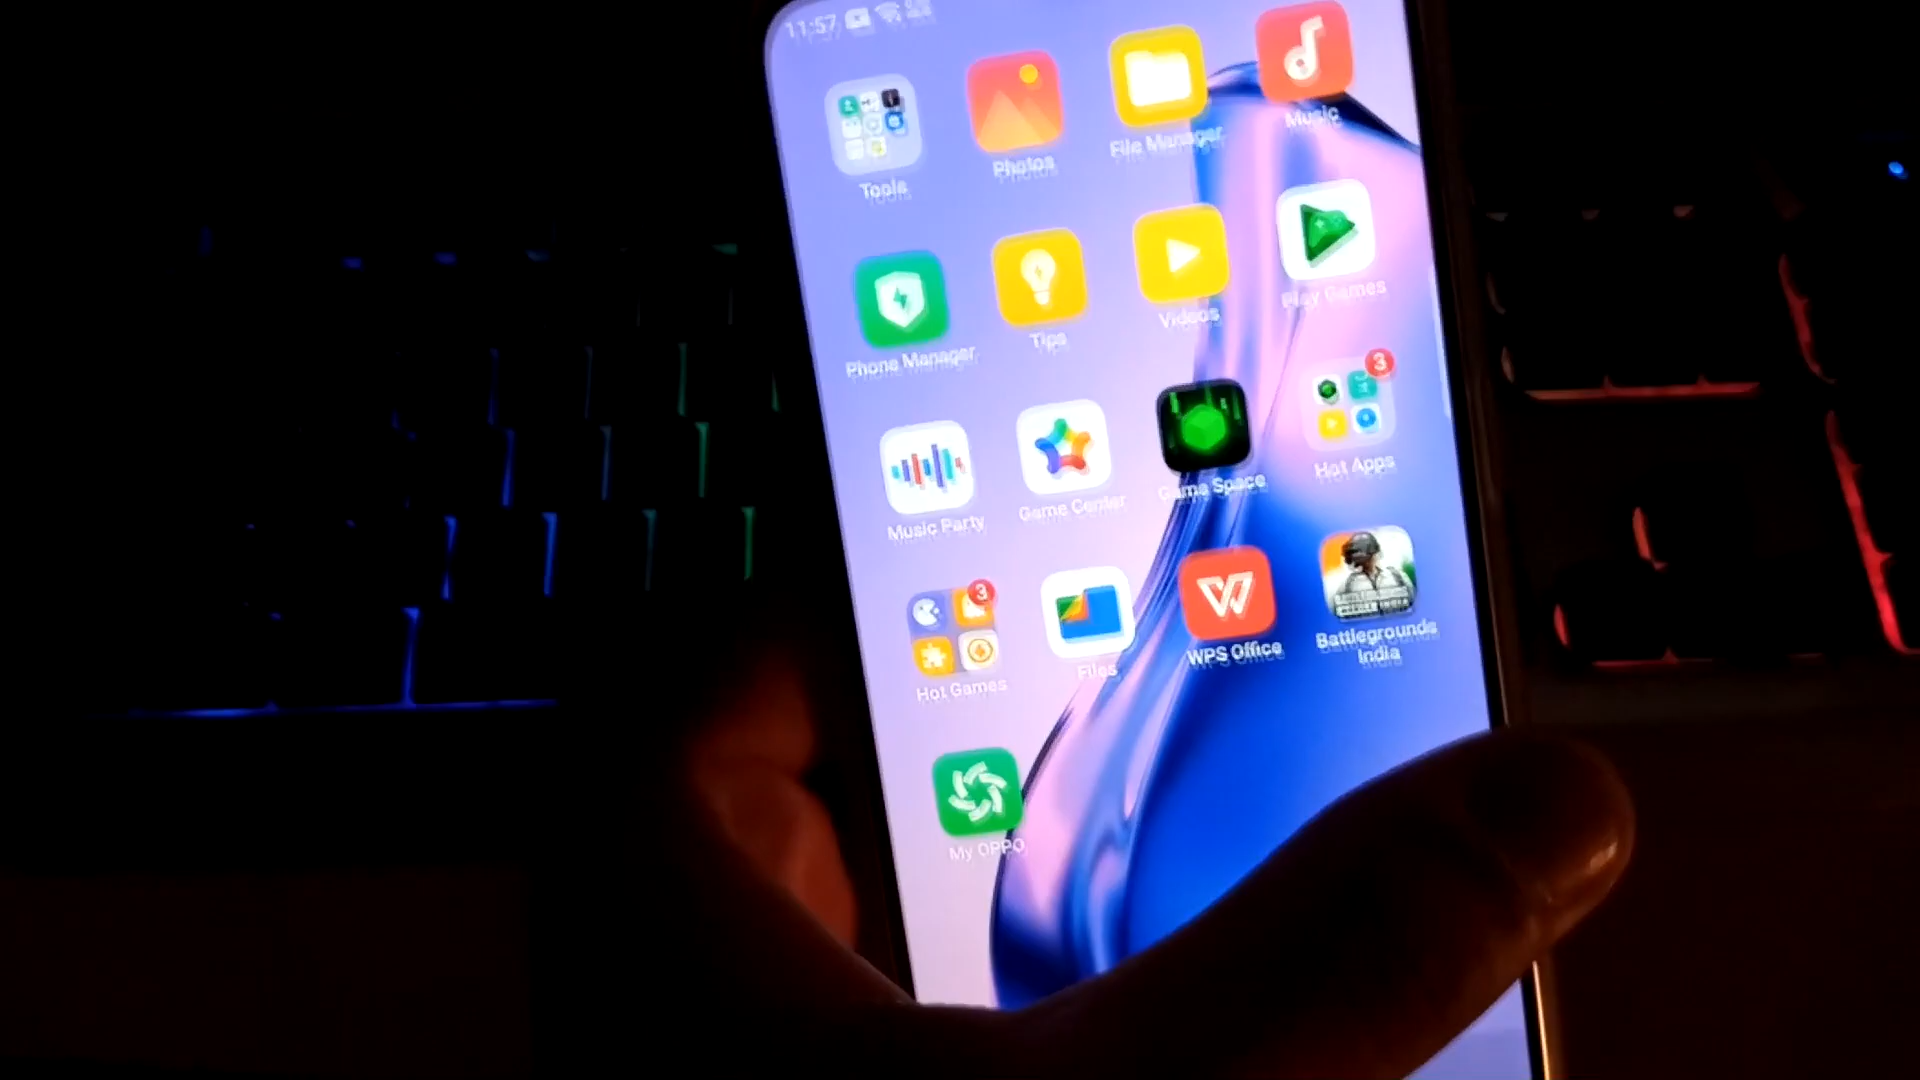 11:57
Tools
Photos
File Manager
Music
Phone Manager
Tips
Videos
Play Games
Music Party
Game Center
Game Space
3
Hot Apps
3
Hot Games
Files
WPS Office
Battlegrounds
India
My OPPO